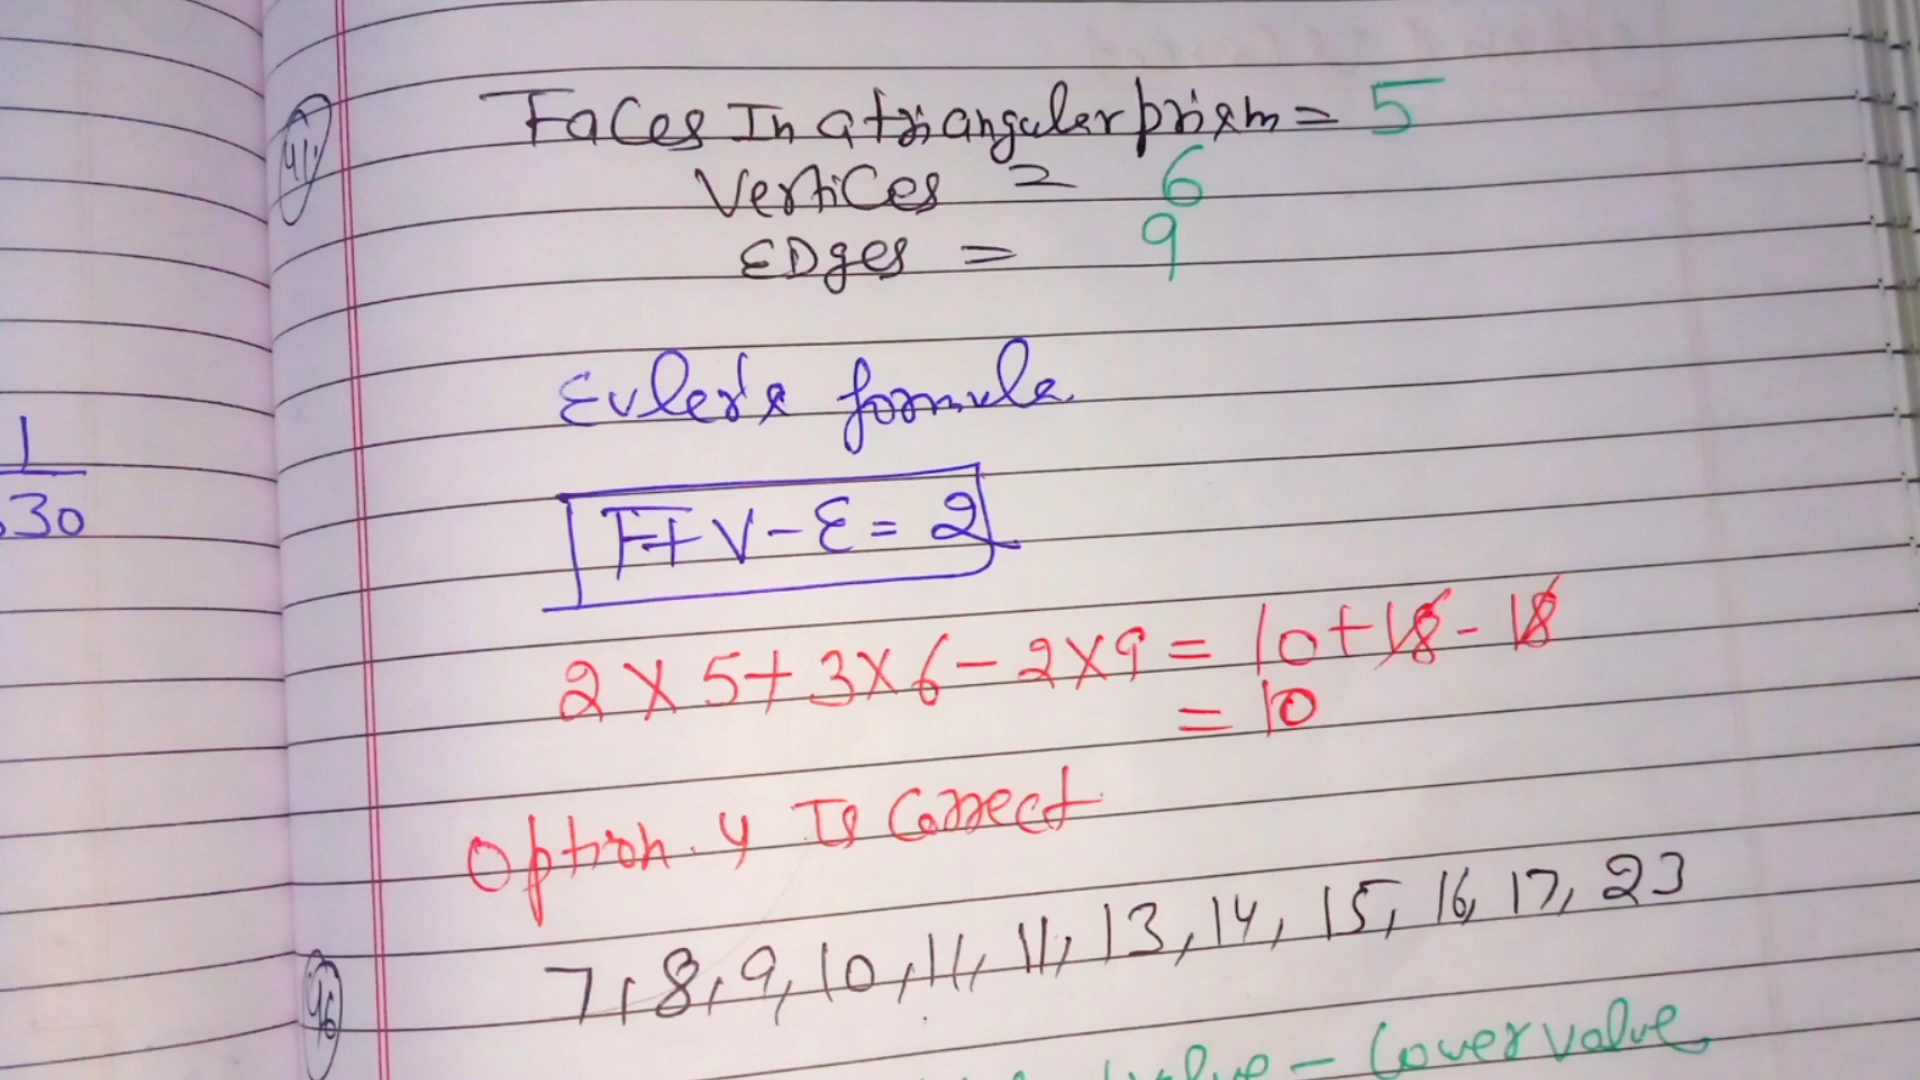 41.
Faces In a triangular prism = 5
Vertices = 6
EDges = 9
1
30
Euler's formula
F+V-E=2
2×5+3×6-2×9=10+18-18
=10
Option.4 Is Correct
46
7,8,9,10,11,11,13,14,15,16,17,23
value - Lower value